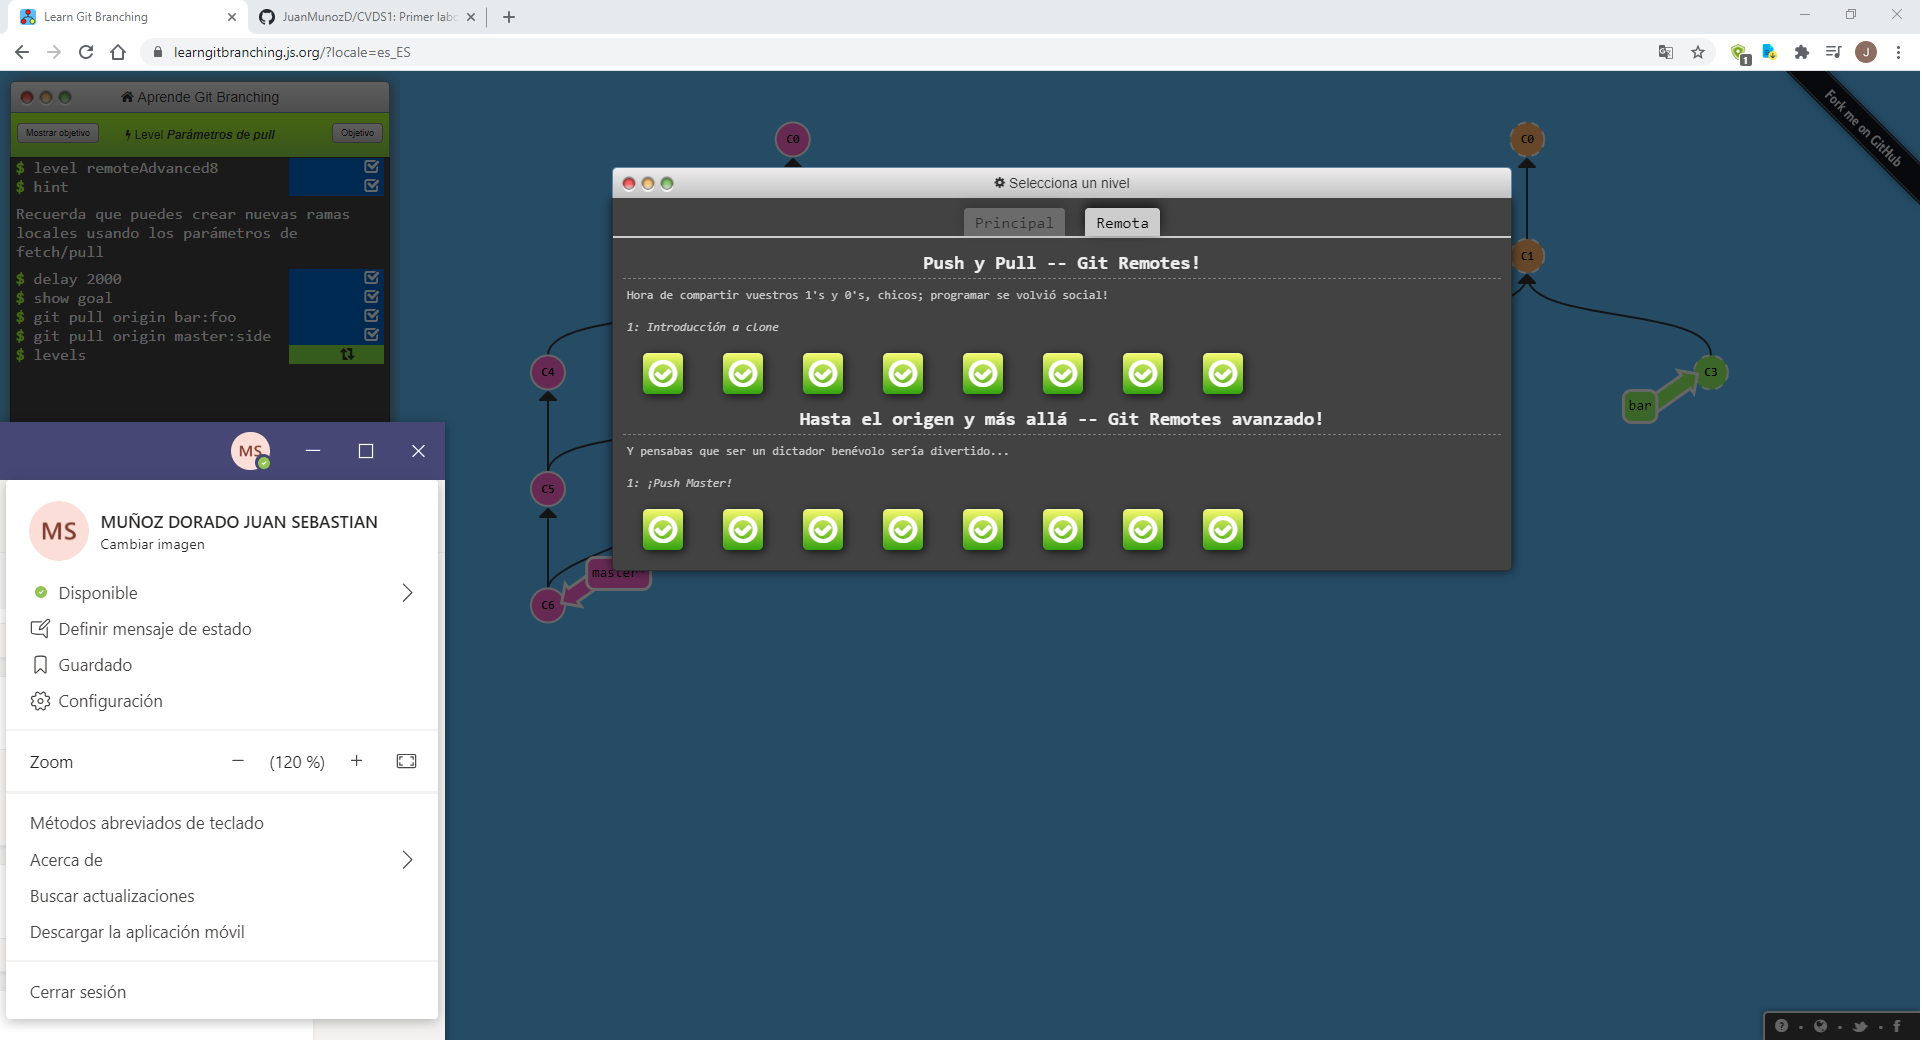 Learn Git Branching
JuanMunozD/CVDS1: Primer lab
learngitbranching.js.org/?locale=es_ES
1
J
Aprende Git Branching
Mostrar objetivo
Level Parámetros de pull
Objetivo
$ level remoteAdvanced8
$ hint
Recuerda que puedes crear nuevas ramas
locales usando los parámetros de
fetch/pull
$ delay 2000
$ show goal
$ git pull origin bar:foo
$ git pull origin master:side
$ levels
C0
C4
C5
C6
master
C0
C1
C3
bar
Fork me on GitHub
Selecciona un nivel
Principal
Remota
Push y Pull -- Git Remotes!
Hora de compartir vuestros 1's y 0's, chicos; programar se volvió social!
1: Introducción a clone
Hasta el origen y más allá -- Git Remotes avanzado!
Y pensabas que ser un dictador benévolo sería divertido...
1: ¡Push Master!
MS
MS
MUÑOZ DORADO JUAN SEBASTIAN
Cambiar imagen
Disponible
Definir mensaje de estado
Guardado
Configuración
Zoom
(120 %)
Métodos abreviados de teclado
Acerca de
Buscar actualizaciones
Descargar la aplicación móvil
Cerrar sesión